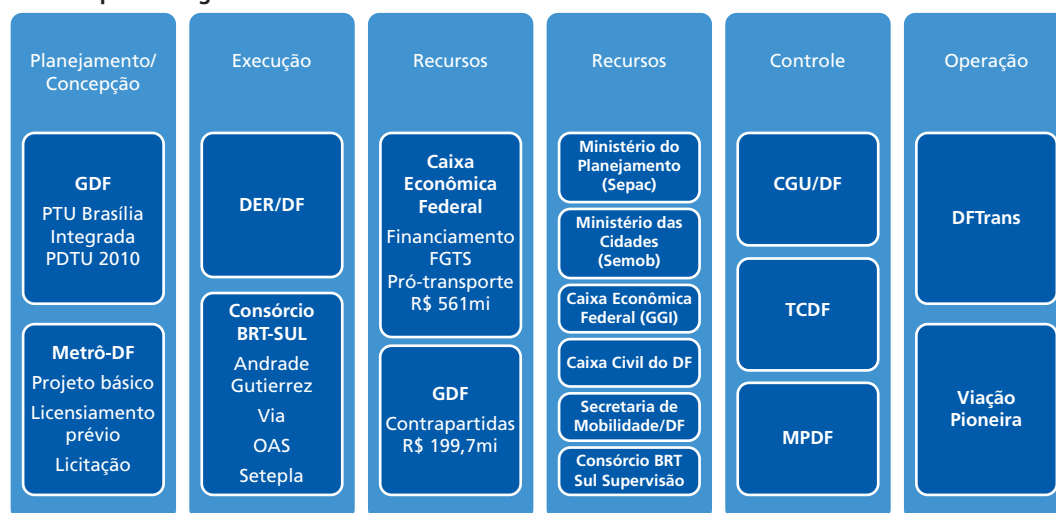 Planejamento/
Concepção
GDF
PTU Brasília
Integrada
PDTU 2010
Metrô-DF
Projeto básico
Licensiamento
prévio
Licitação
Execução
DER/DF
Consórcio
BRT-SUL
Andrade
Gutierrez
Via
OAS
Setepla
Recursos
Caixa
Econômica
Federal
Financiamento
FGTS
Pró-transporte
R$ 561mi
GDF
Contrapartidas
R$ 199,7mi
Recursos
Ministério do
Planejamento
(Sepac)
Ministério das
Cidades
(Semob)
Caixa Econômica
Federal (GGI)
Caixa Civil do DF
Secretaria de
Mobilidade/DF
Consórcio BRT
Sul Supervisão
Controle
CGU/DF
TCDF
MPDF
Operação
DFTrans
Viação
Pioneira